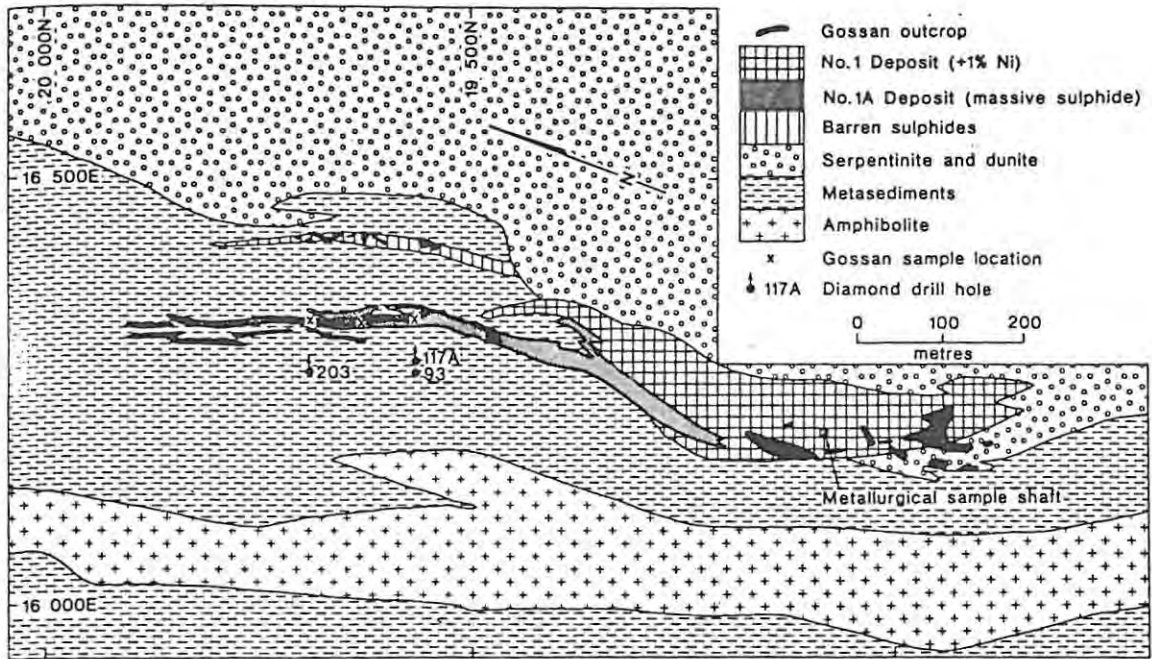 20 000N
19 500N
16 500E
16 000E
N
203
117A
93
Metallurgical sample shaft
Gossan outcrop
No.1 Deposit (+1% Ni)
No.1A Deposit (massive sulphide)
Barren sulphides
Serpentinite and dunite
Metasediments
Amphibolite
x Gossan sample location
117A Diamond drill hole
0 100 200
metres